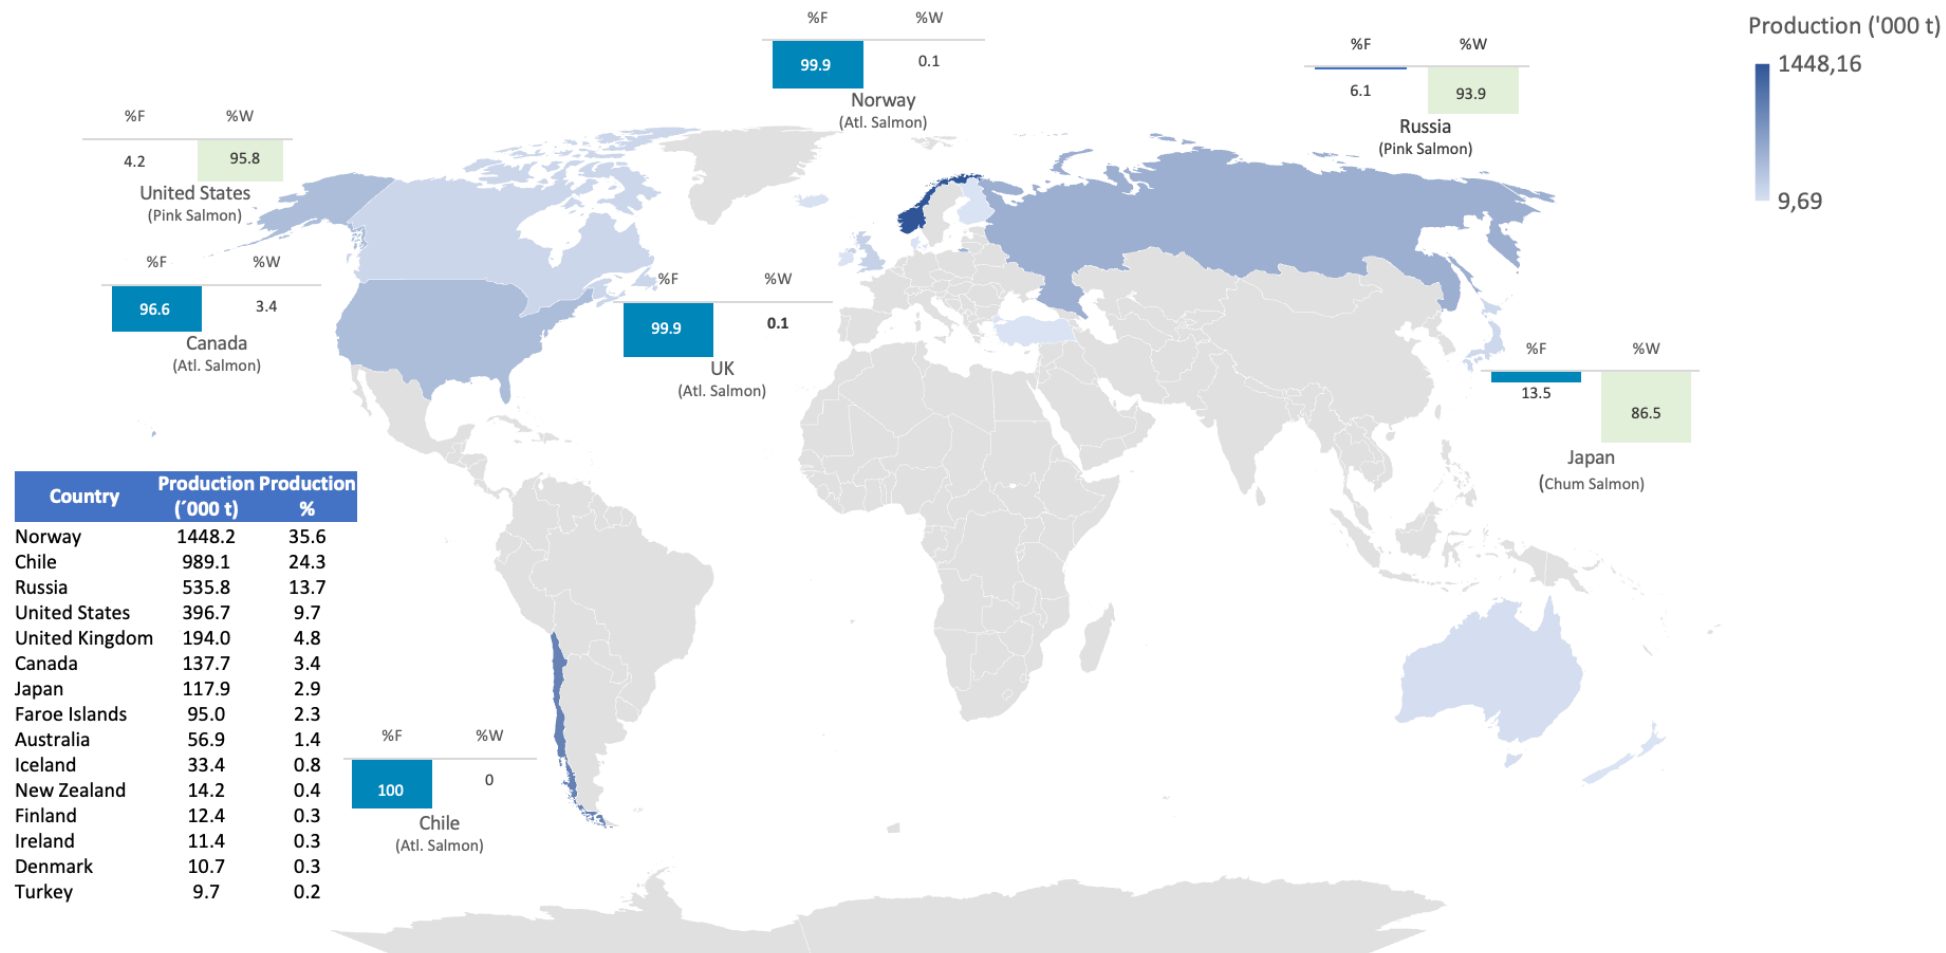 %F %W
99.9 0.1
Norway
(Atl. Salmon)
%F %W
6.1 93.9
Russia
(Pink Salmon)
Production ('000 t)
1448,16
9,69
%F %W
4.2 95.8
United States
(Pink Salmon)
%F %W
96.6 3.4
Canada
(Atl. Salmon)
%F %W
99.9 0.1
UK
(Atl. Salmon)
%F %W
13.5 86.5
Japan
(Chum Salmon)
Country Production (´000 t) Production %
Norway 1448.2 35.6
Chile 989.1 24.3
Russia 535.8 13.7
United States 396.7 9.7
United Kingdom 194.0 4.8
Canada 137.7 3.4
Japan 117.9 2.9
Faroe Islands 95.0 2.3
Australia 56.9 1.4
Iceland 33.4 0.8
New Zealand 14.2 0.4
Finland 12.4 0.3
Ireland 11.4 0.3
Denmark 10.7 0.3
Turkey 9.7 0.2
%F %W
100 0
Chile
(Atl. Salmon)